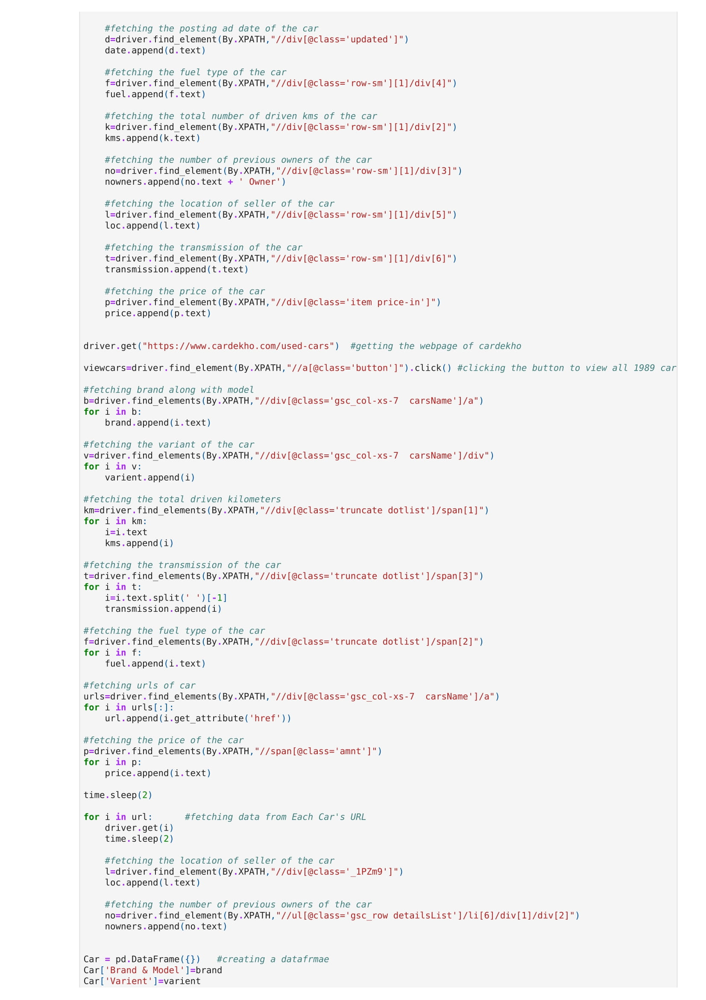 #fetching the posting ad date of the car
d=driver.find_element(By.XPATH,"//div[@class='updated']")
date.append(d.text)
#fetching the fuel type of the car
f=driver.find_element(By.XPATH,"//div[@class='row-sm'][1]/div[4]")
fuel.append(f.text)
#fetching the total number of driven kms of the car
k=driver.find_element(By.XPATH,"//div[@class='row-sm'][1]/div[2]")
kms.append(k.text)
#fetching the number of previous owners of the car
no=driver.find_element(By.XPATH,"//div[@class='row-sm'][1]/div[3]")
nowners.append(no.text + ' Owner')
#fetching the location of seller of the car
l=driver.find_element(By.XPATH,"//div[@class='row-sm'][1]/div[5]")
loc.append(l.text)
#fetching the transmission of the car
t=driver.find_element(By.XPATH,"//div[@class='row-sm'][1]/div[6]")
transmission.append(t.text)
#fetching the price of the car
p=driver.find_element(By.XPATH,"//div[@class='item price-in']")
price.append(p.text)
driver.get("https://www.cardekho.com/used-cars")  #getting the webpage of cardekho
viewcars=driver.find_element(By.XPATH,"//a[@class='button']").click() #clicking the button to view all 1989 car
#fetching brand along with model
b=driver.find_elements(By.XPATH,"//div[@class='gsc_col-xs-7  carsName']/a")
for i in b:
brand.append(i.text)
#fetching the variant of the car
v=driver.find_elements(By.XPATH,"//div[@class='gsc_col-xs-7  carsName']/div")
for i in v:
varient.append(i)
#fetching the total driven kilometers
km=driver.find_elements(By.XPATH,"//div[@class='truncate dotlist']/span[1]")
for i in km:
i=i.text
kms.append(i)
#fetching the transmission of the car
t=driver.find_elements(By.XPATH,"//div[@class='truncate dotlist']/span[3]")
for i in t:
i=i.text.split(' ')[-1]
transmission.append(i)
#fetching the fuel type of the car
f=driver.find_elements(By.XPATH,"//div[@class='truncate dotlist']/span[2]")
for i in f:
fuel.append(i.text)
#fetching urls of car
urls=driver.find_elements(By.XPATH,"//div[@class='gsc_col-xs-7  carsName']/a")
for i in urls[:]:
url.append(i.get_attribute('href'))
#fetching the price of the car
p=driver.find_elements(By.XPATH,"//span[@class='amnt']")
for i in p:
price.append(i.text)
time.sleep(2)
for i in url:      #fetching data from Each Car's URL
driver.get(i)
time.sleep(2)
#fetching the location of seller of the car
l=driver.find_element(By.XPATH,"//div[@class='_1PZm9']")
loc.append(l.text)
#fetching the number of previous owners of the car
no=driver.find_element(By.XPATH,"//ul[@class='gsc_row detailsList']/li[6]/div[1]/div[2]")
nowners.append(no.text)
Car = pd.DataFrame({})   #creating a datafrmae
Car['Brand & Model']=brand
Car['Varient']=varient